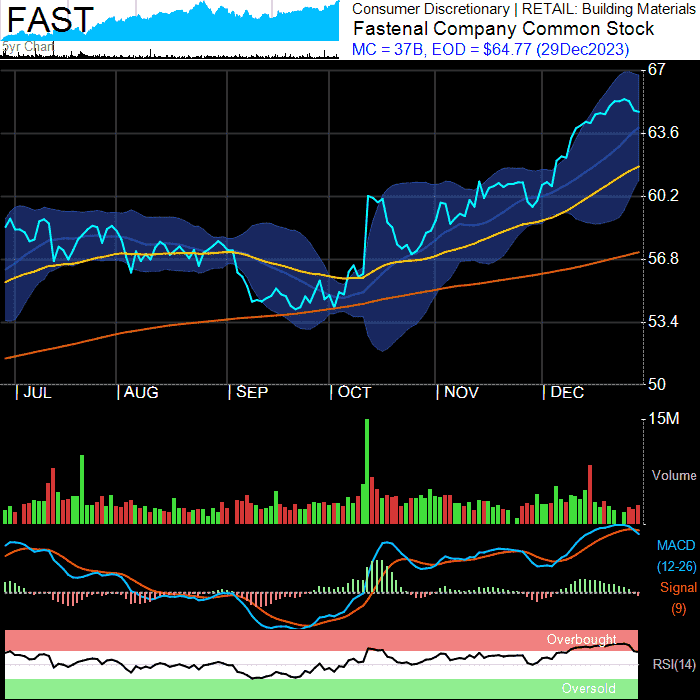 FAST
5yr Chart
Consumer Discretionary | RETAIL: Building Materials
Fastenal Company Common Stock
MC = 37B, EOD = $64.77 (29Dec2023)
67
63.6
60.2
56.8
53.4
50
JUL
AUG
SEP
OCT
NOV
DEC
15M
Volume
MACD
(12-26)
Signal
(9)
Overbought
RSI(14)
Oversold